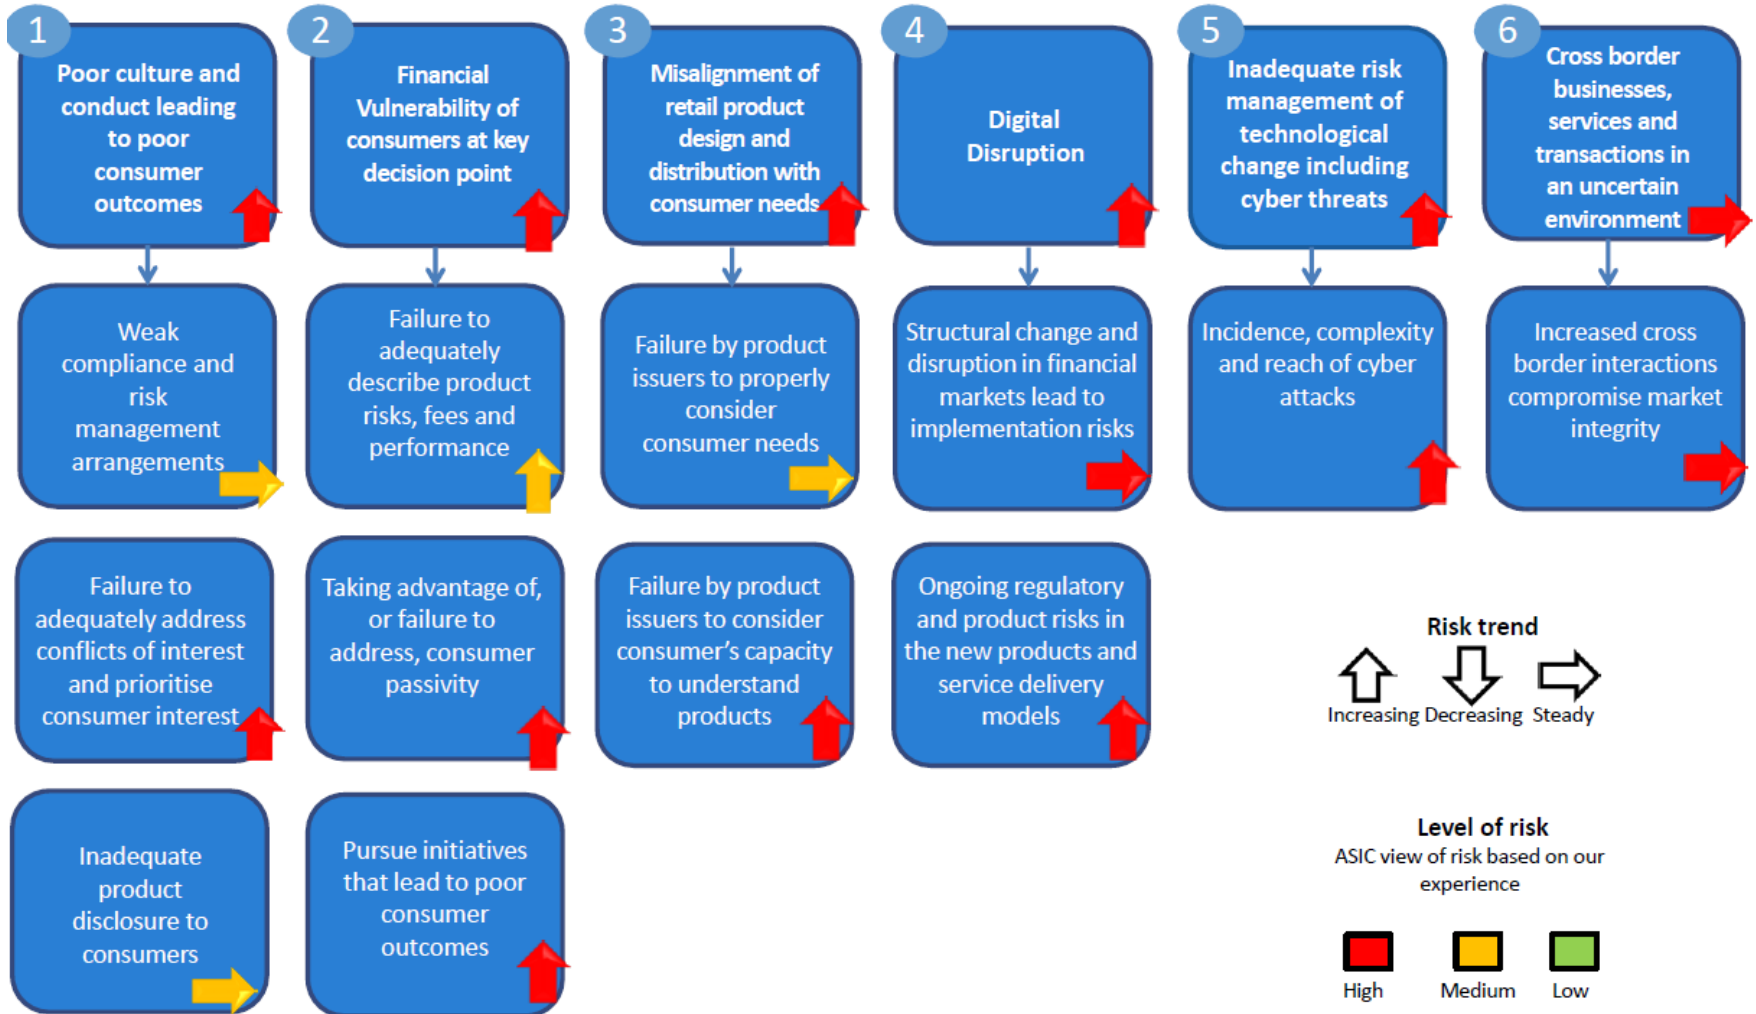 1
Poor culture and
conduct leading
to poor
consumer
outcomes
2
Financial
Vulnerability of
consumers at key
decision point
3
Misalignment of
retail product
design and
distribution with
consumer needs
4
Digital
Disruption
5
Inadequate risk
management of
technological
change including
cyber threats
6
Cross border
businesses,
services and
transactions in
an uncertain
environment
Weak
compliance and
risk
management
arrangements
Failure to
adequately
describe product
risks, fees and
performance
Failure by product
issuers to properly
consider
consumer needs
Structural change and
disruption in financial
markets lead to
implementation risks
Incidence, complexity
and reach of cyber
attacks
Increased cross
border interactions
compromise market
integrity
Failure to
adequately address
conflicts of interest
and prioritise
consumer interest
Taking advantage of,
or failure to
address, consumer
passivity
Failure by product
issuers to consider
consumer's capacity
to understand
products
Ongoing regulatory
and product risks in
the new products and
service delivery
models
Inadequate
product
disclosure to
consumers
Pursue initiatives
that lead to poor
consumer
outcomes
Risk trend
Increasing Decreasing Steady
Level of risk
ASIC view of risk based on our
experience
High Medium Low